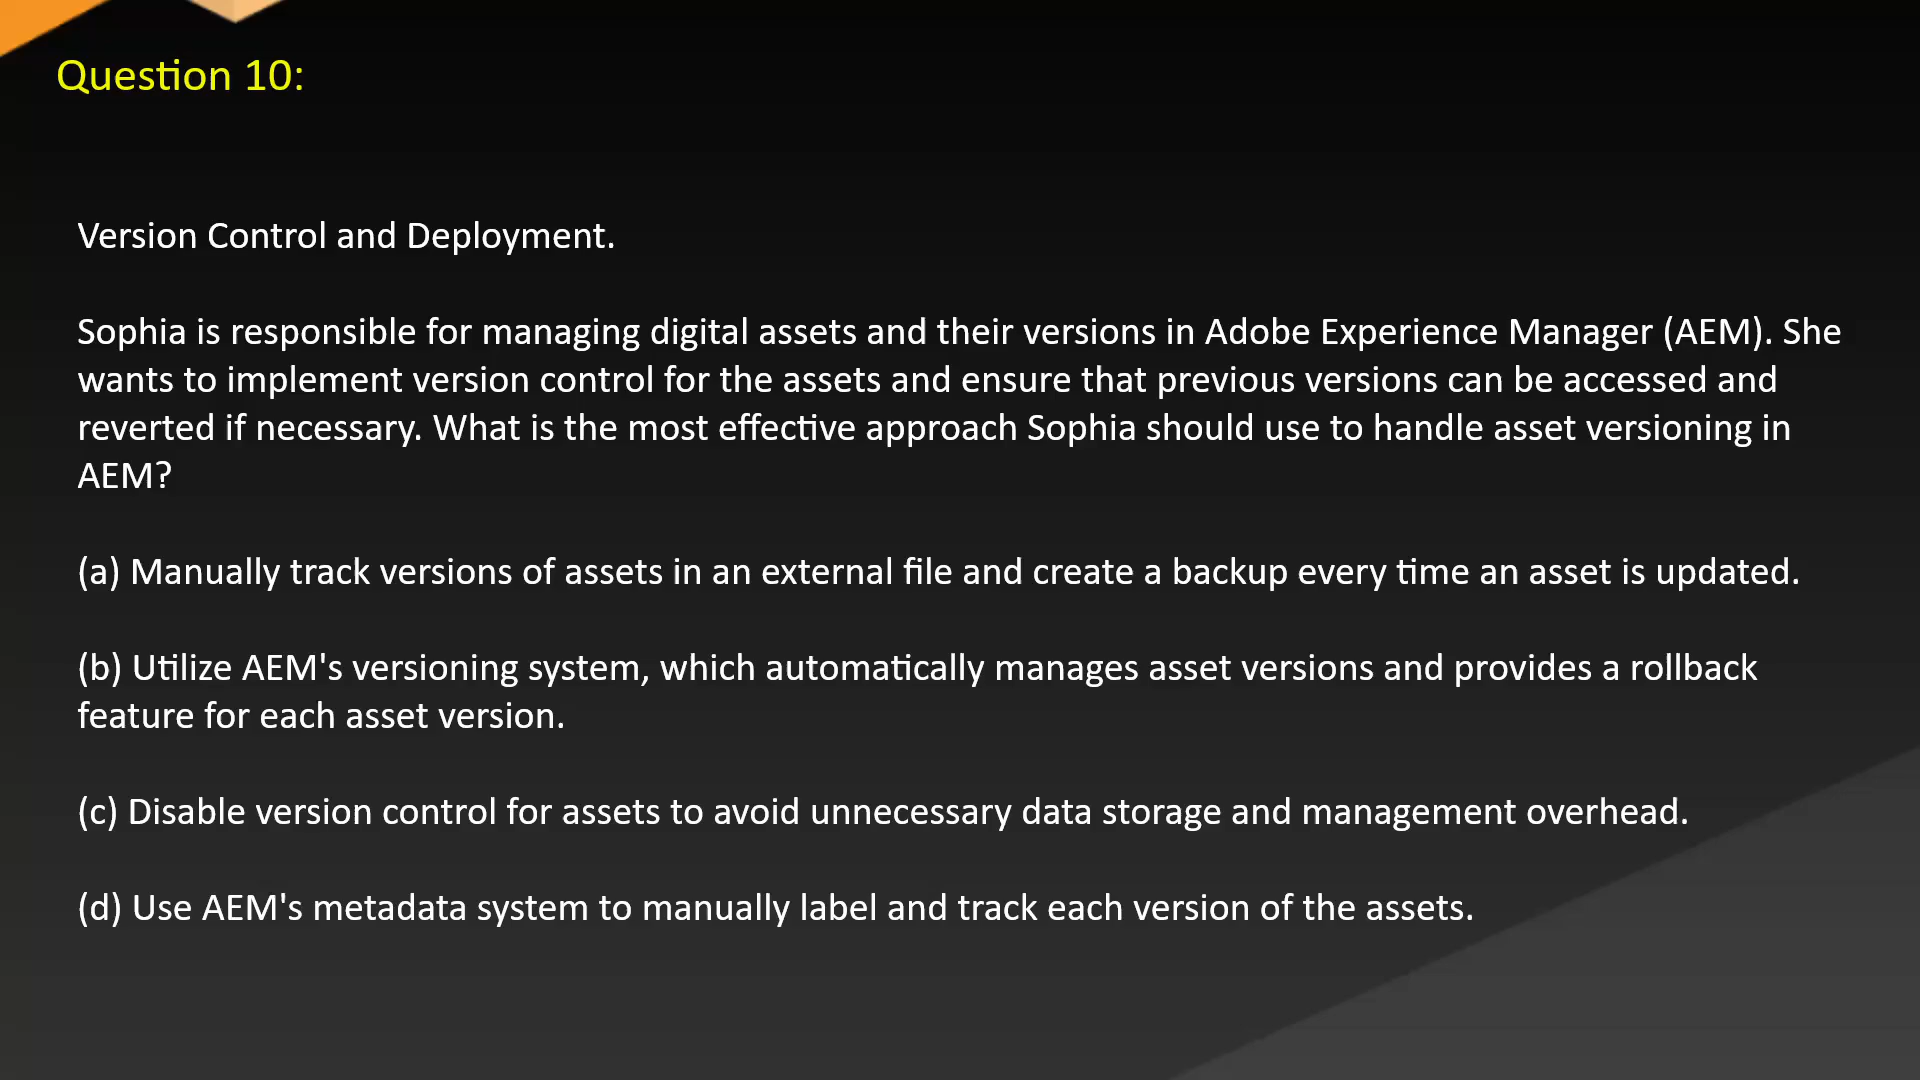 Question 10:
Version Control and Deployment.
Sophia is responsible for managing digital assets and their versions in Adobe Experience Manager (AEM). She
wants to implement version control for the assets and ensure that previous versions can be accessed and
reverted if necessary. What is the most effective approach Sophia should use to handle asset versioning in
AEM?
(a) Manually track versions of assets in an external file and create a backup every time an asset is updated.
(b) Utilize AEM's versioning system, which automatically manages asset versions and provides a rollback
feature for each asset version.
(c) Disable version control for assets to avoid unnecessary data storage and management overhead.
(d) Use AEM's metadata system to manually label and track each version of the assets.